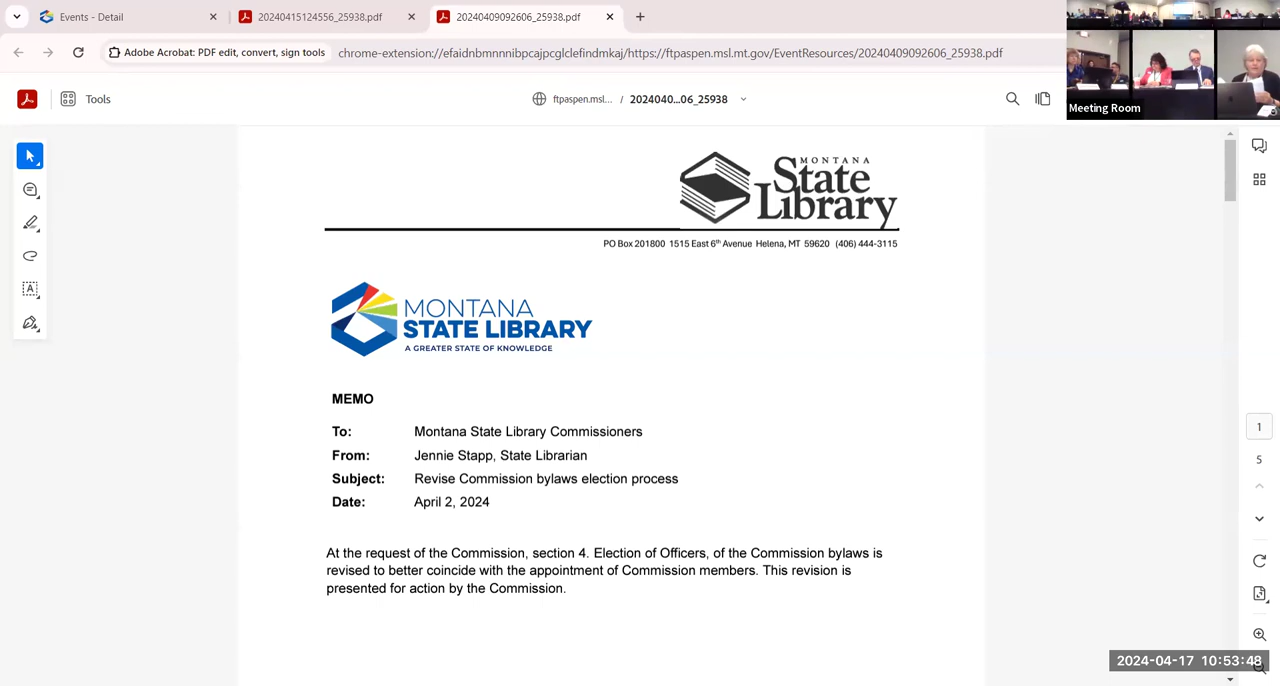 Events - Detail
20240415124556_25938.pdf
20240409092606_25938.pdf
Adobe Acrobat: PDF edit, convert, sign tools
chrome-extension://efaidnbmnnnibpcajpcglclefindmkaj/https://ftpaspen.msl.mt.gov/EventResources/20240409092606_25938.pdf
Meeting Room
Tools
ftpaspen.msl... / 2024040...06_25938
MONTANA
State
Library
PO Box 201800 1515 East 6th Avenue Helena, MT 59620 (406) 444-3115
MONTANA
STATE LIBRARY
A GREATER STATE OF KNOWLEDGE
MEMO
To: Montana State Library Commissioners
From: Jennie Stapp, State Librarian
Subject: Revise Commission bylaws election process
Date: April 2, 2024
At the request of the Commission, section 4. Election of Officers, of the Commission bylaws is
revised to better coincide with the appointment of Commission members. This revision is
presented for action by the Commission.
1
5
2024-04-17 10:53:48